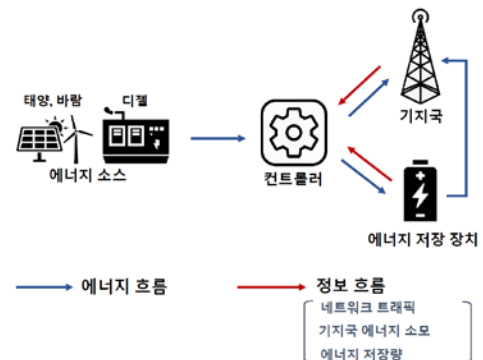 태양, 바람
디젤
에너지 소스
컨트롤러
기지국
에너지 저장 장치
에너지 흐름
정보 흐름
네트워크 트래픽
기지국 에너지 소모
에너지 저장량